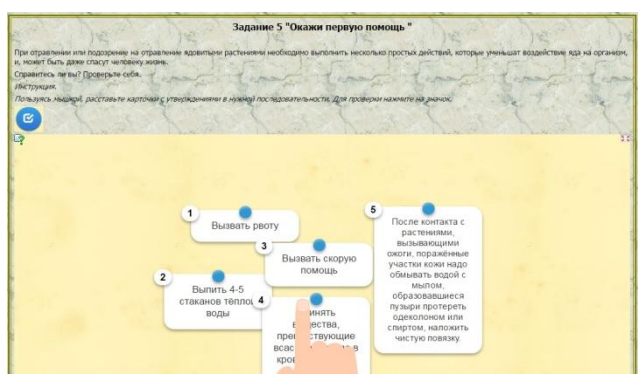 Задание 5 "Окажи первую помощь "
При отравлении или подозрение на отравление ядовитыми растениями необходимо выполнить несколько простых действий, которые уменьшат воздействие яда на организм,
и, может быть даже спасут человеку жизнь.
Справитесь ли вы? Проверьте себя.
Инструкция.
Пользуясь мышкой, расставьте карточки с утверждениями в нужной последовательности. Для проверки нажмите на значок.
1
Вызвать рвоту
2
Выпить 4-5
стаканов тёплой
воды
3
Вызвать скорую
помощь
4
в
5
После контакта с
растениями,
вызывающими
ожоги, поражённые
участки кожи надо
обмывать водой с
мылом,
образовавшиеся
пузыри протереть
одеколоном или
спиртом, наложить
чистую повязку.